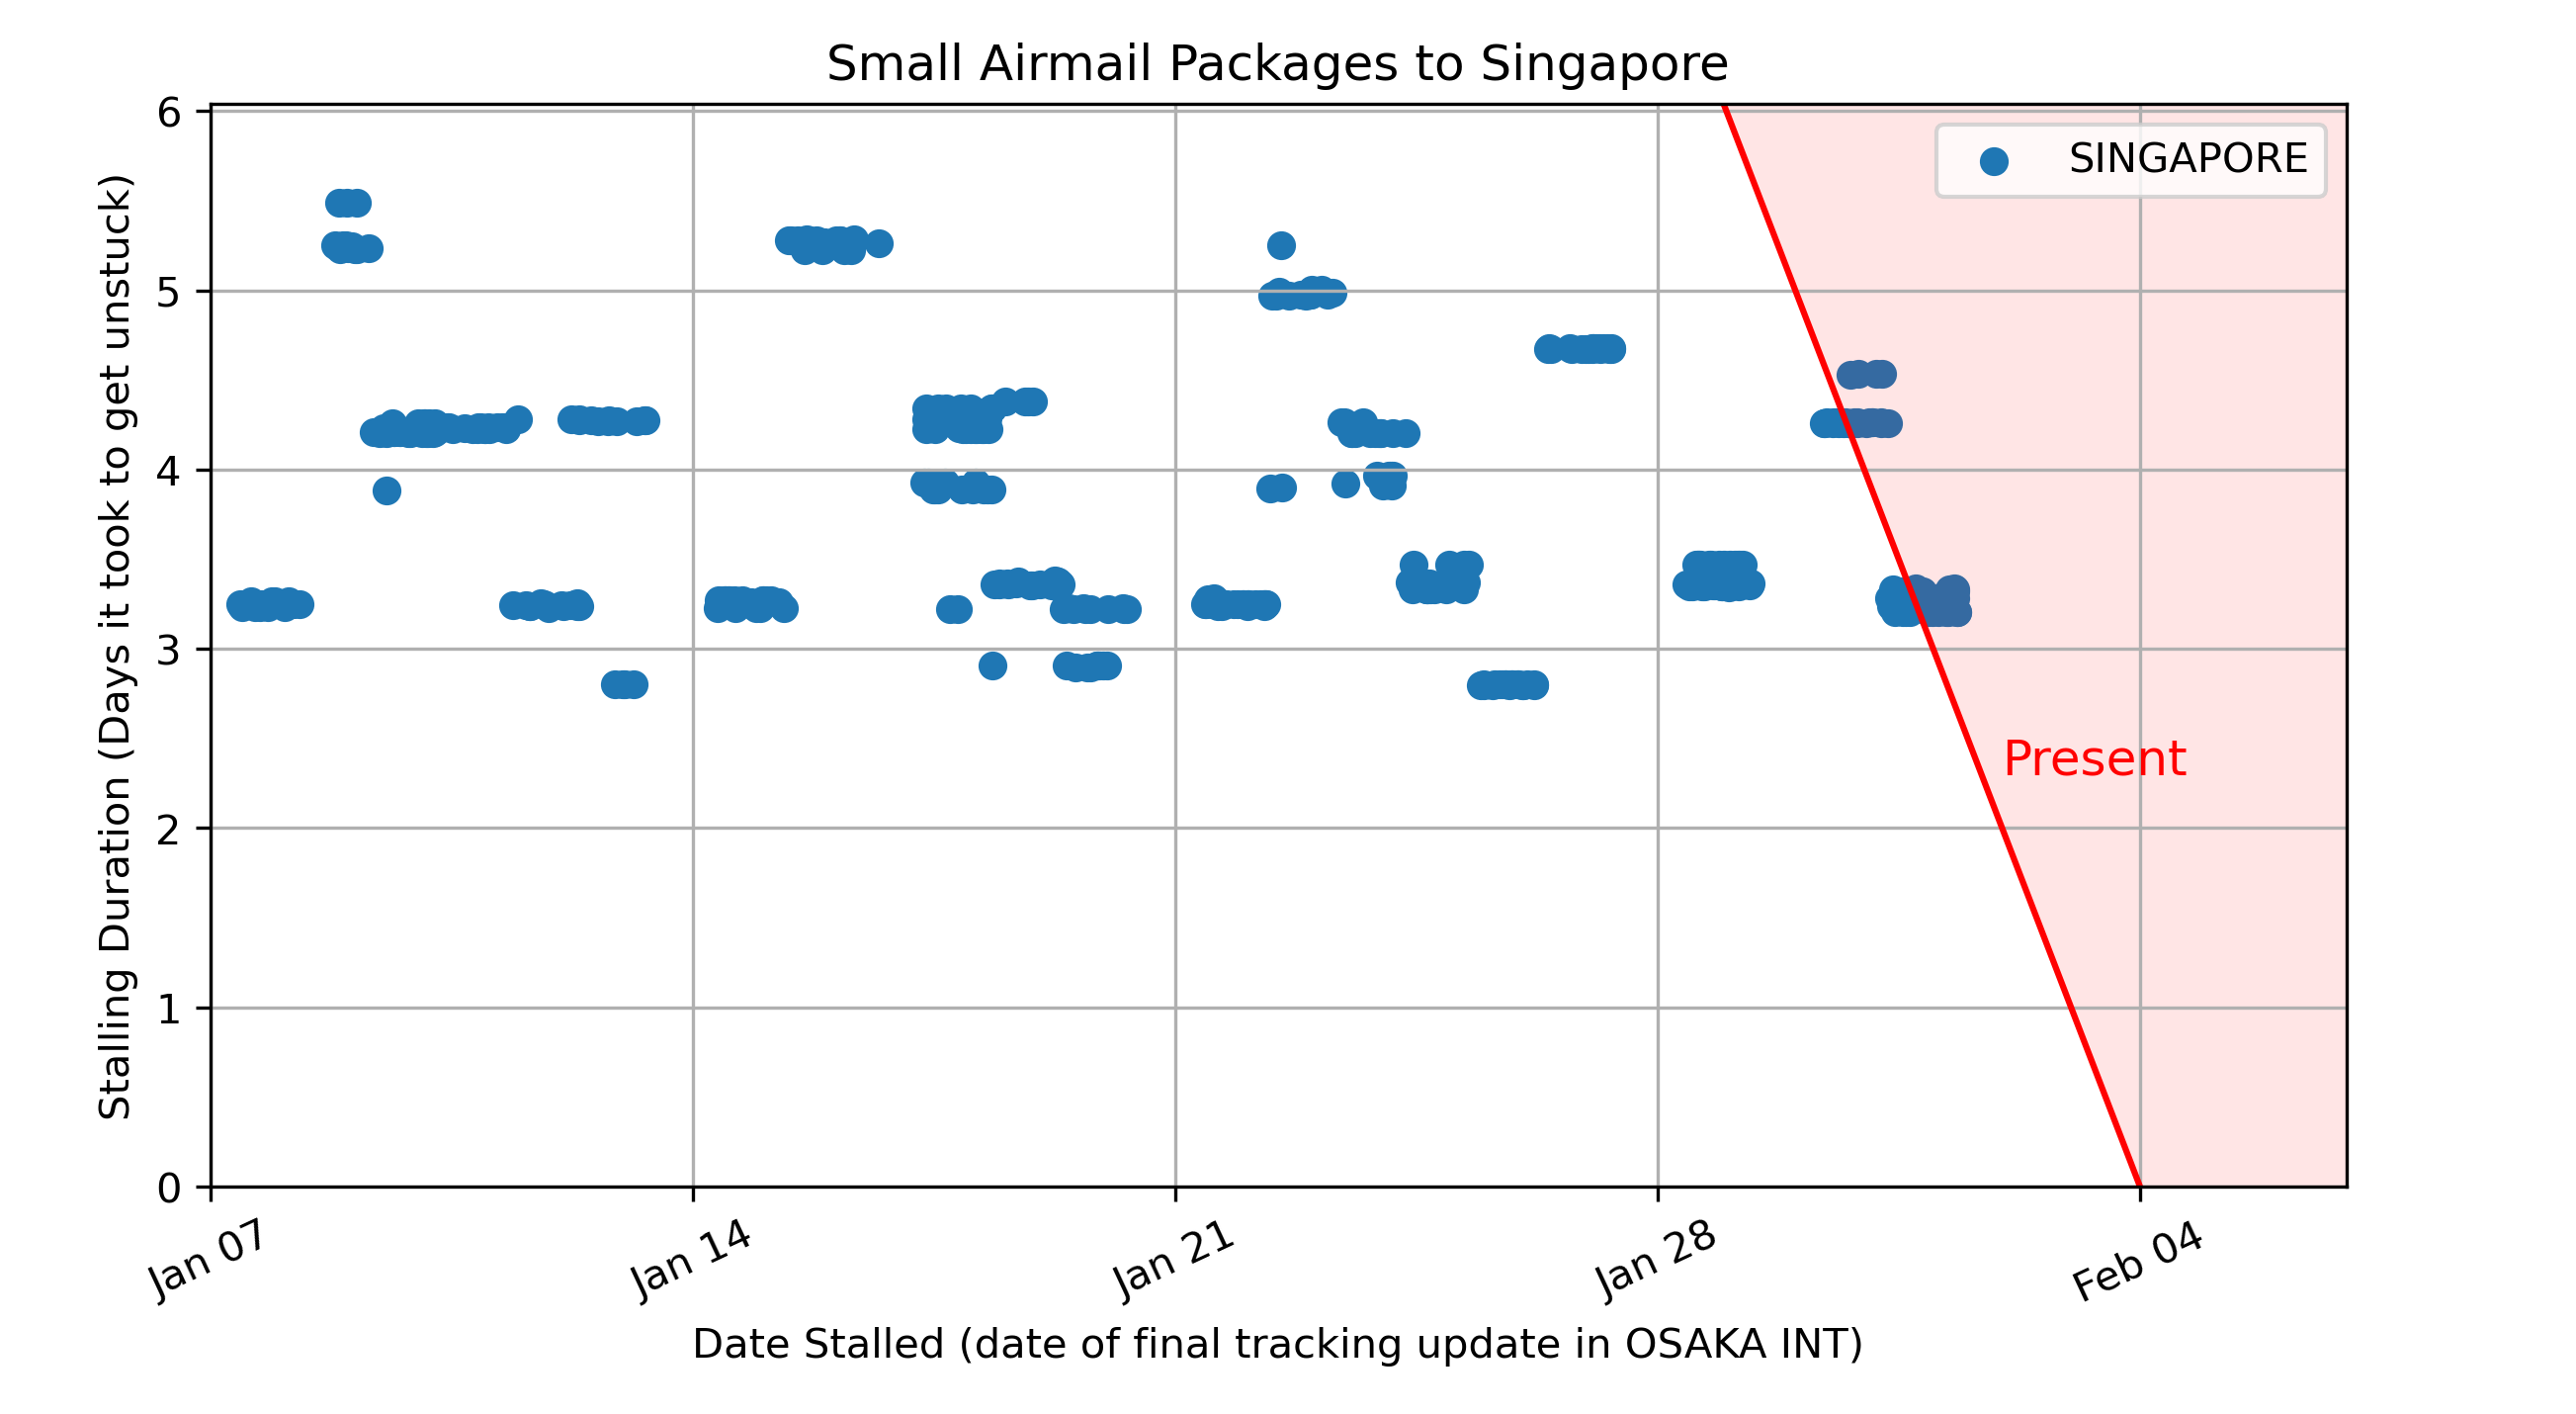 Small Airmail Packages to Singapore
SINGAPORE
Stalling Duration (Days it took to get unstuck)
6
5
4
3
2
1
0
Present
Jan 07
Jan 14
Jan 21
Jan 28
Feb 04
Date Stalled (date of final tracking update in OSAKA INT)